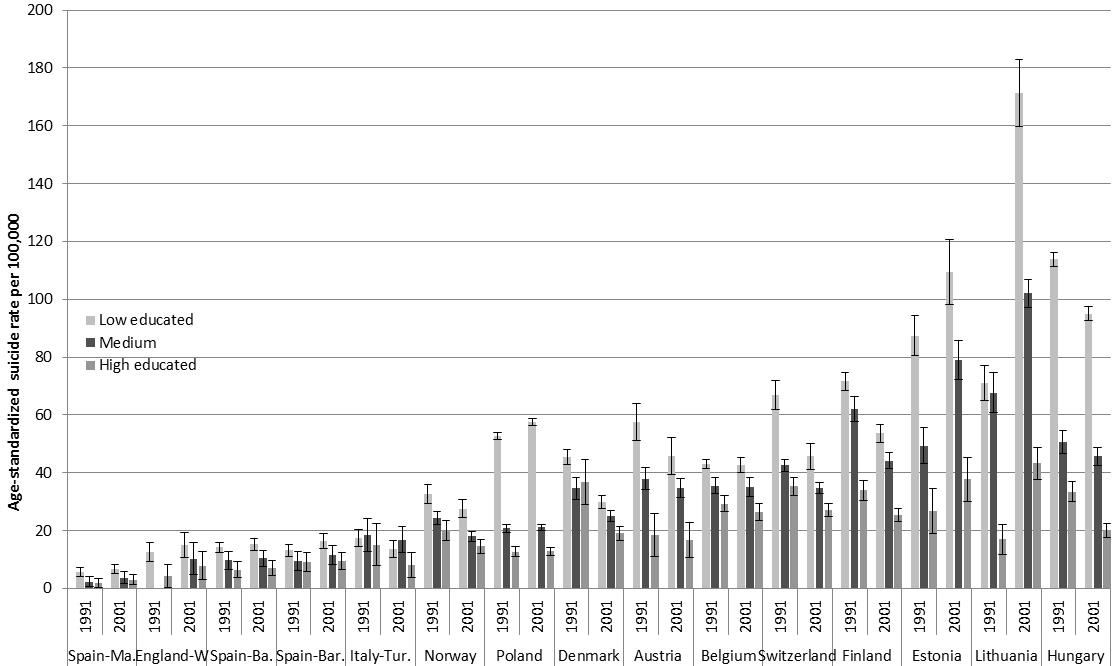 200
180
160
140
120
100
80
60
40
20
0
Age-standardized suicide rate per 100,000
Low educated
Medium
High educated
1991 2001 1991 2001 1991 2001 1991 2001 1991 2001 1991 2001 1991 2001 1991 2001 1991 2001 1991 2001 1991 2001 1991 2001 1991 2001 1991 2001 1991 2001
Spain-Ma. England-W Spain-Ba. Spain-Bar. Italy-Tur. Norway Poland Denmark Austria Belgium Switzerland Finland Estonia Lithuania Hungary